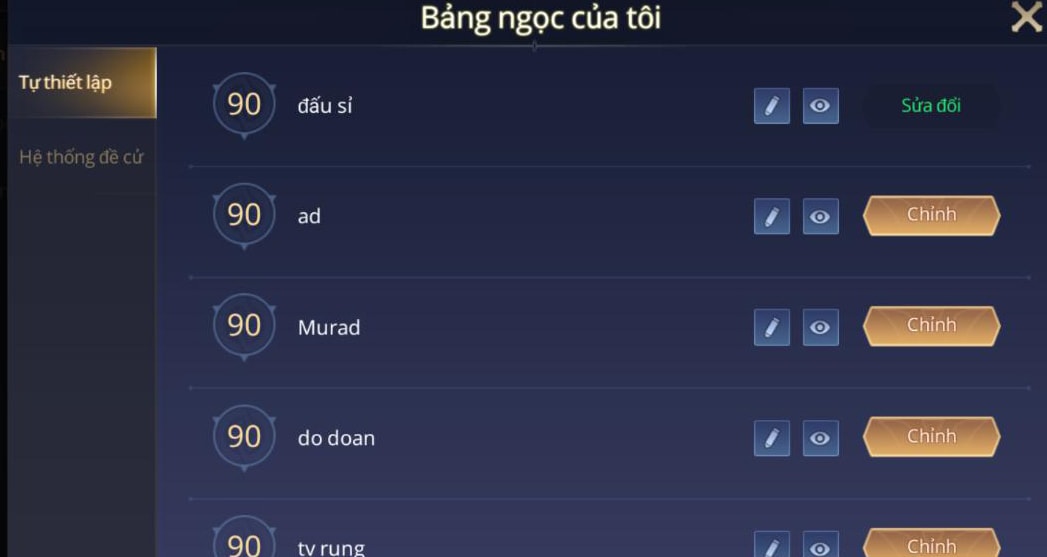 Bảng ngọc của tôi
Tự thiết lập
Hệ thống đề cử
90 đấu sỉ Sửa đổi
90 ad Chỉnh
90 Murad Chỉnh
90 do doan Chỉnh
90 ty rung Chỉnh